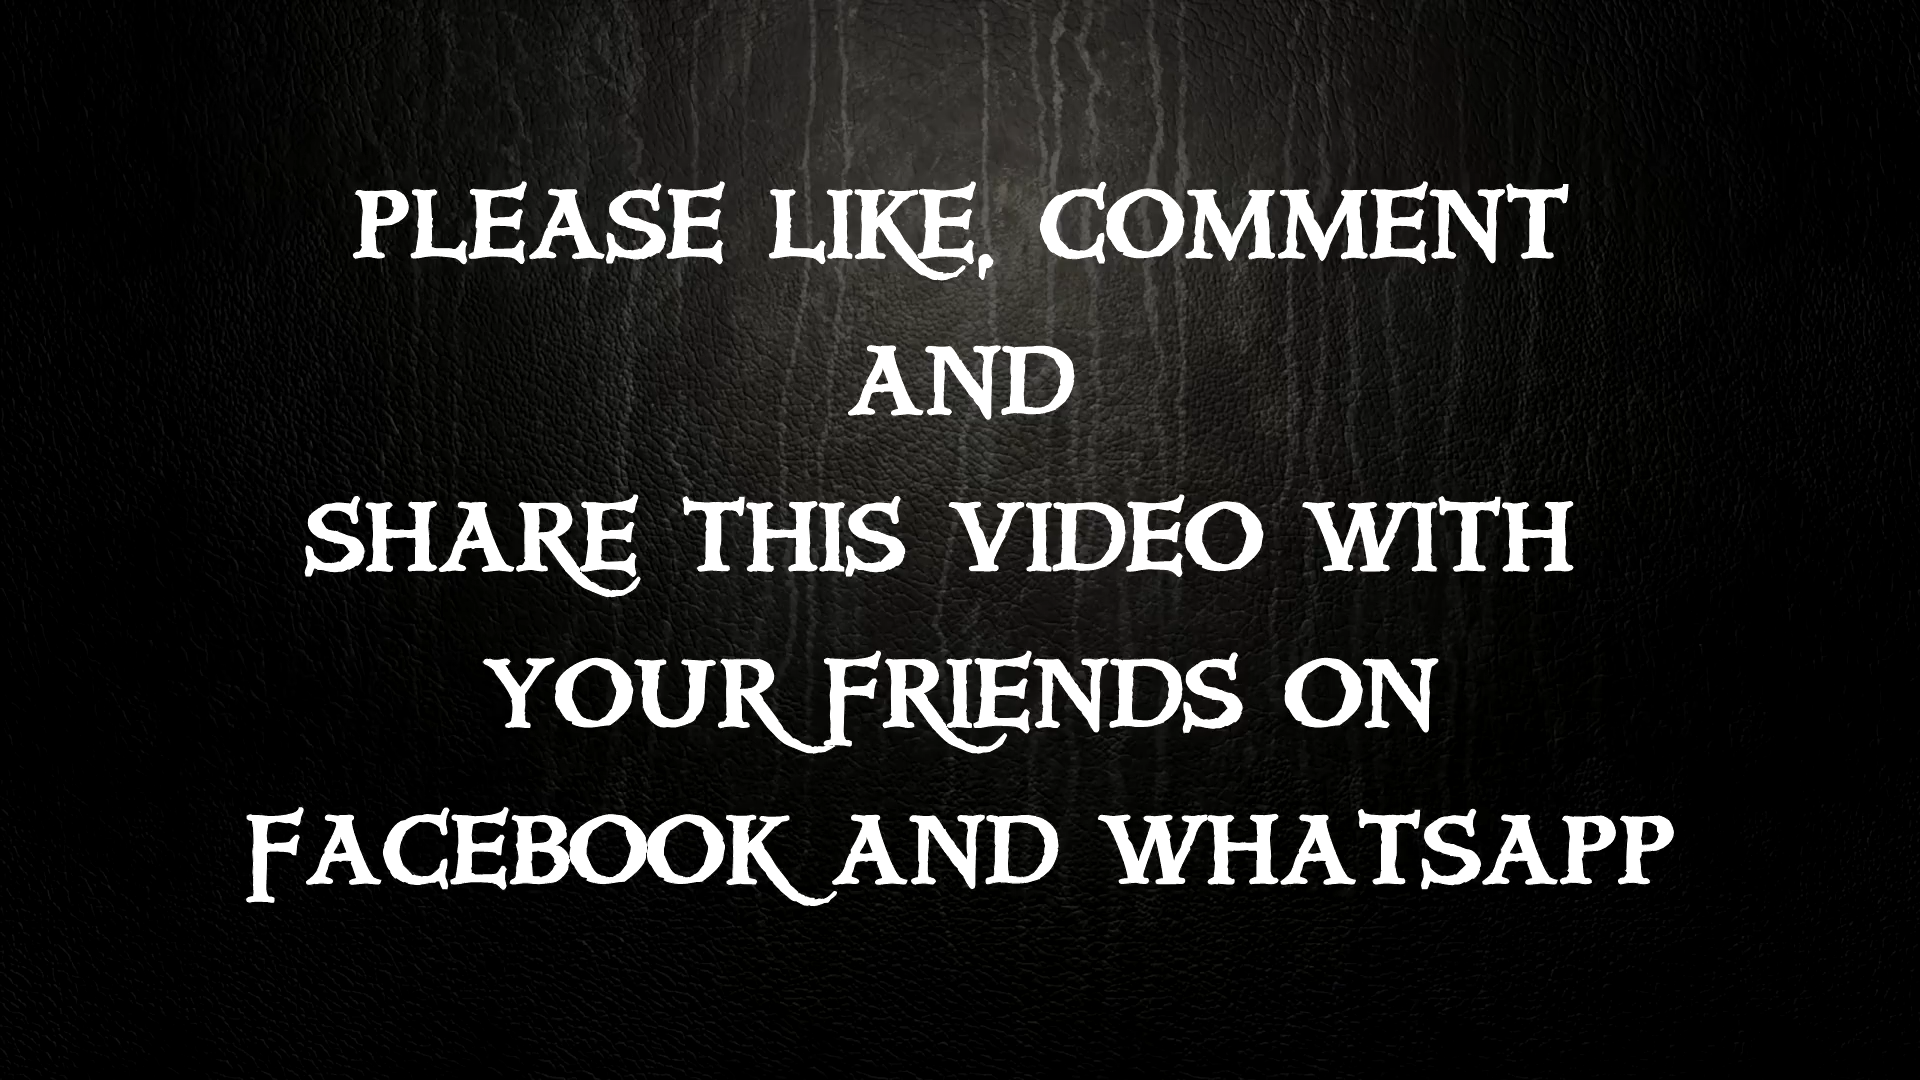 PLEASE LIKE, COMMENT
AND
SHARE THIS VIDEO WITH
YOUR FRIENDS ON
FACEBOOK AND WHATSAPP